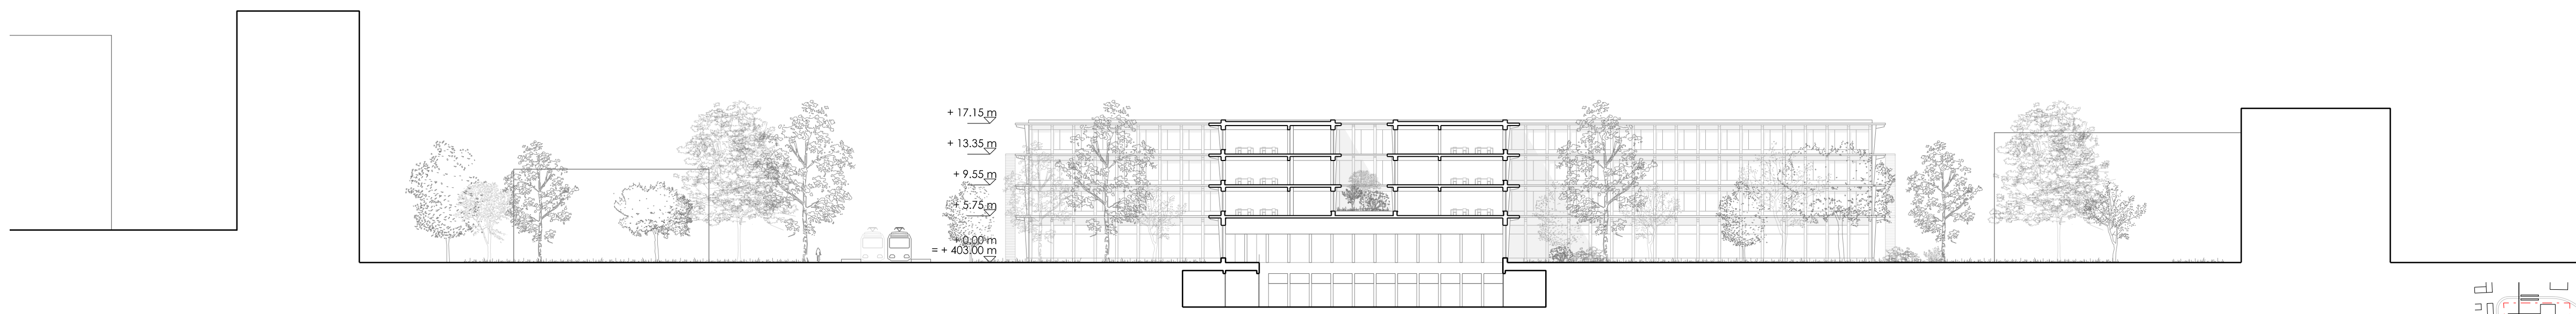 + 17.15 m
+ 13.35 m
+ 9.55 m
+ 5.75 m
+ 0.00 m
= + 403.00 m